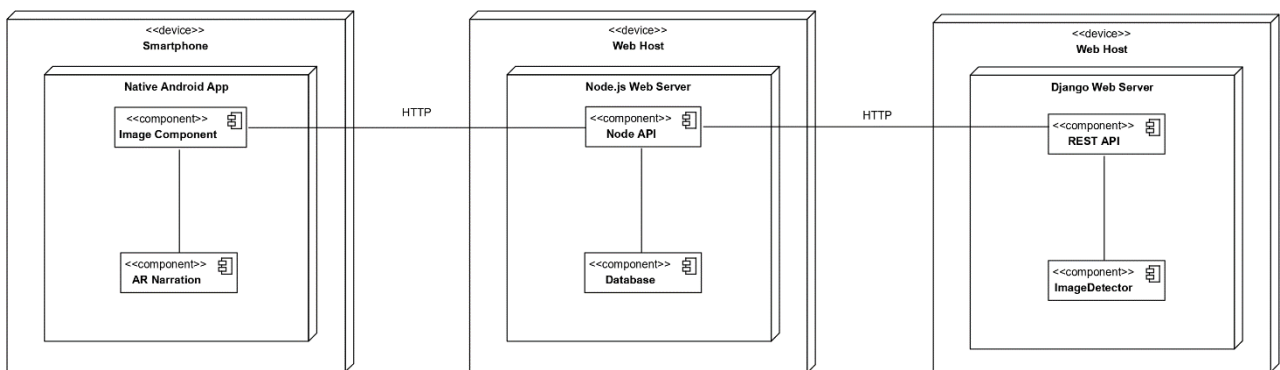 <<device>>
Smartphone
Native Android App
<<component>>
Image Component
<<component>>
AR Narration
HTTP
<<device>>
Web Host
Node.js Web Server
<<component>>
Node API
<<component>>
Database
HTTP
<<device>>
Web Host
Django Web Server
<<component>>
REST API
<<component>>
ImageDetector